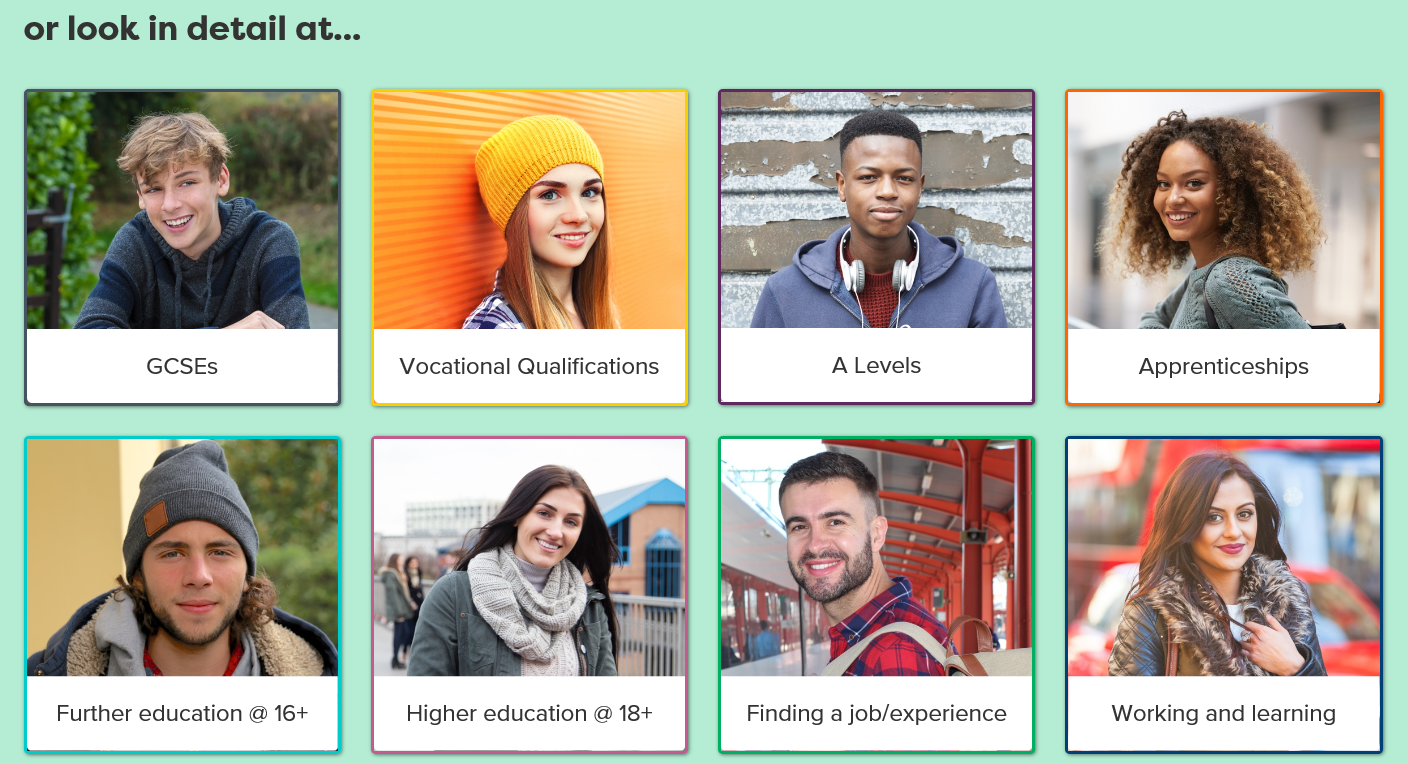 or look in detail at...
GCSEs
Vocational Qualifications
A Levels
Apprenticeships
Further education @ 16+
Higher education @ 18+
Finding a job/experience
Working and learning